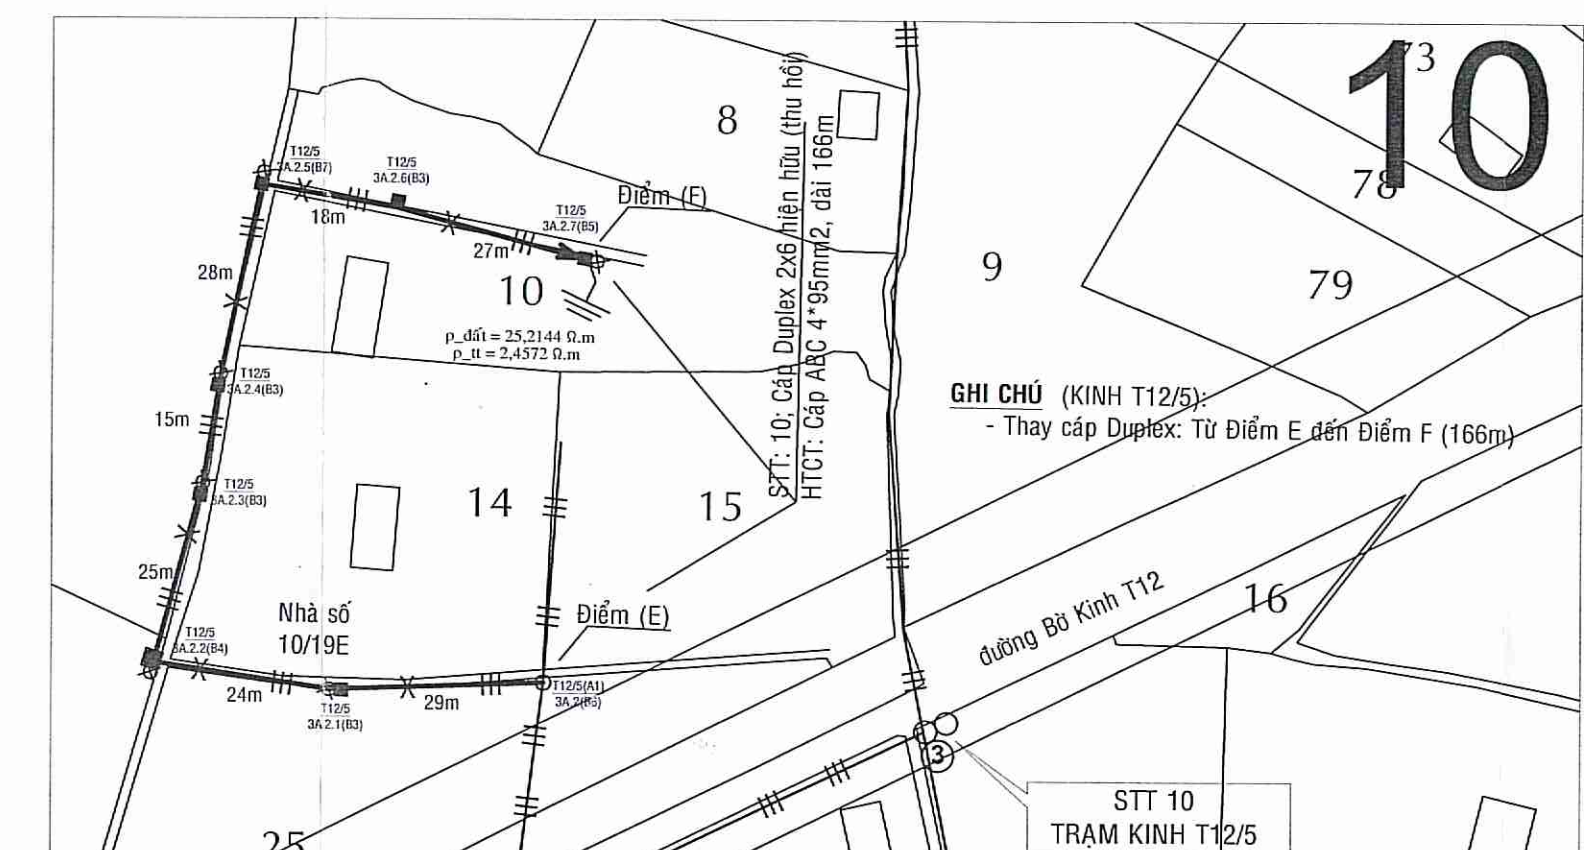 10
73
8
78
9
79
T12/5
3A.2.5(B7)
T12/5
3A.2.6(B3)
Điểm (F)
T12/5
3A.2.7(B5)
18m
27m
28m
10
ρ_đất = 25,2144 Ω.m
ρ_tt = 2,4572 Ω.m
STT: 10; Cáp Duplex 2x6 hiện hữu (thu hồi)
HTCT: Cáp ABC 4*95mm2, dài 166m
T12/5
3A.2.4(B3)
GHI CHÚ (KINH T12/5):
- Thay cáp Duplex: Từ Điểm E đến Điểm F (166m)
15m
T12/5
3A.2.3(B3)
14
15
25m
Nhà số
10/19E
Điểm (E)
đường Bờ Kinh T12
16
T12/5
3A.2.2(B4)
24m
T12/5
3A.2.1(B3)
29m
T12/5(A1)
3A.2(B6)
3
STT 10
TRẠM KINH T12/5
25